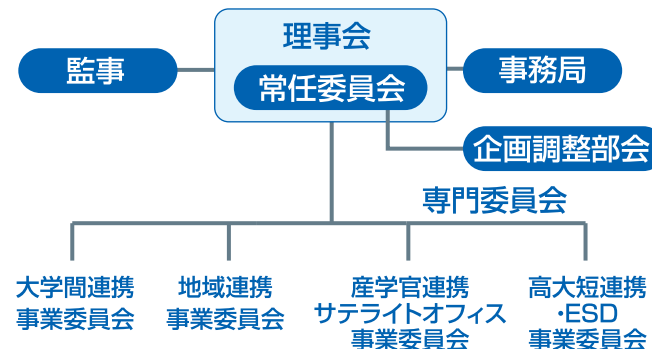 理事会
監事
常任委員会
事務局
企画調整部会
専門委員会
大学間連携
事業委員会
地域連携
事業委員会
産学官連携
サテライトオフィス
事業委員会
高大短連携
・ESD
事業委員会